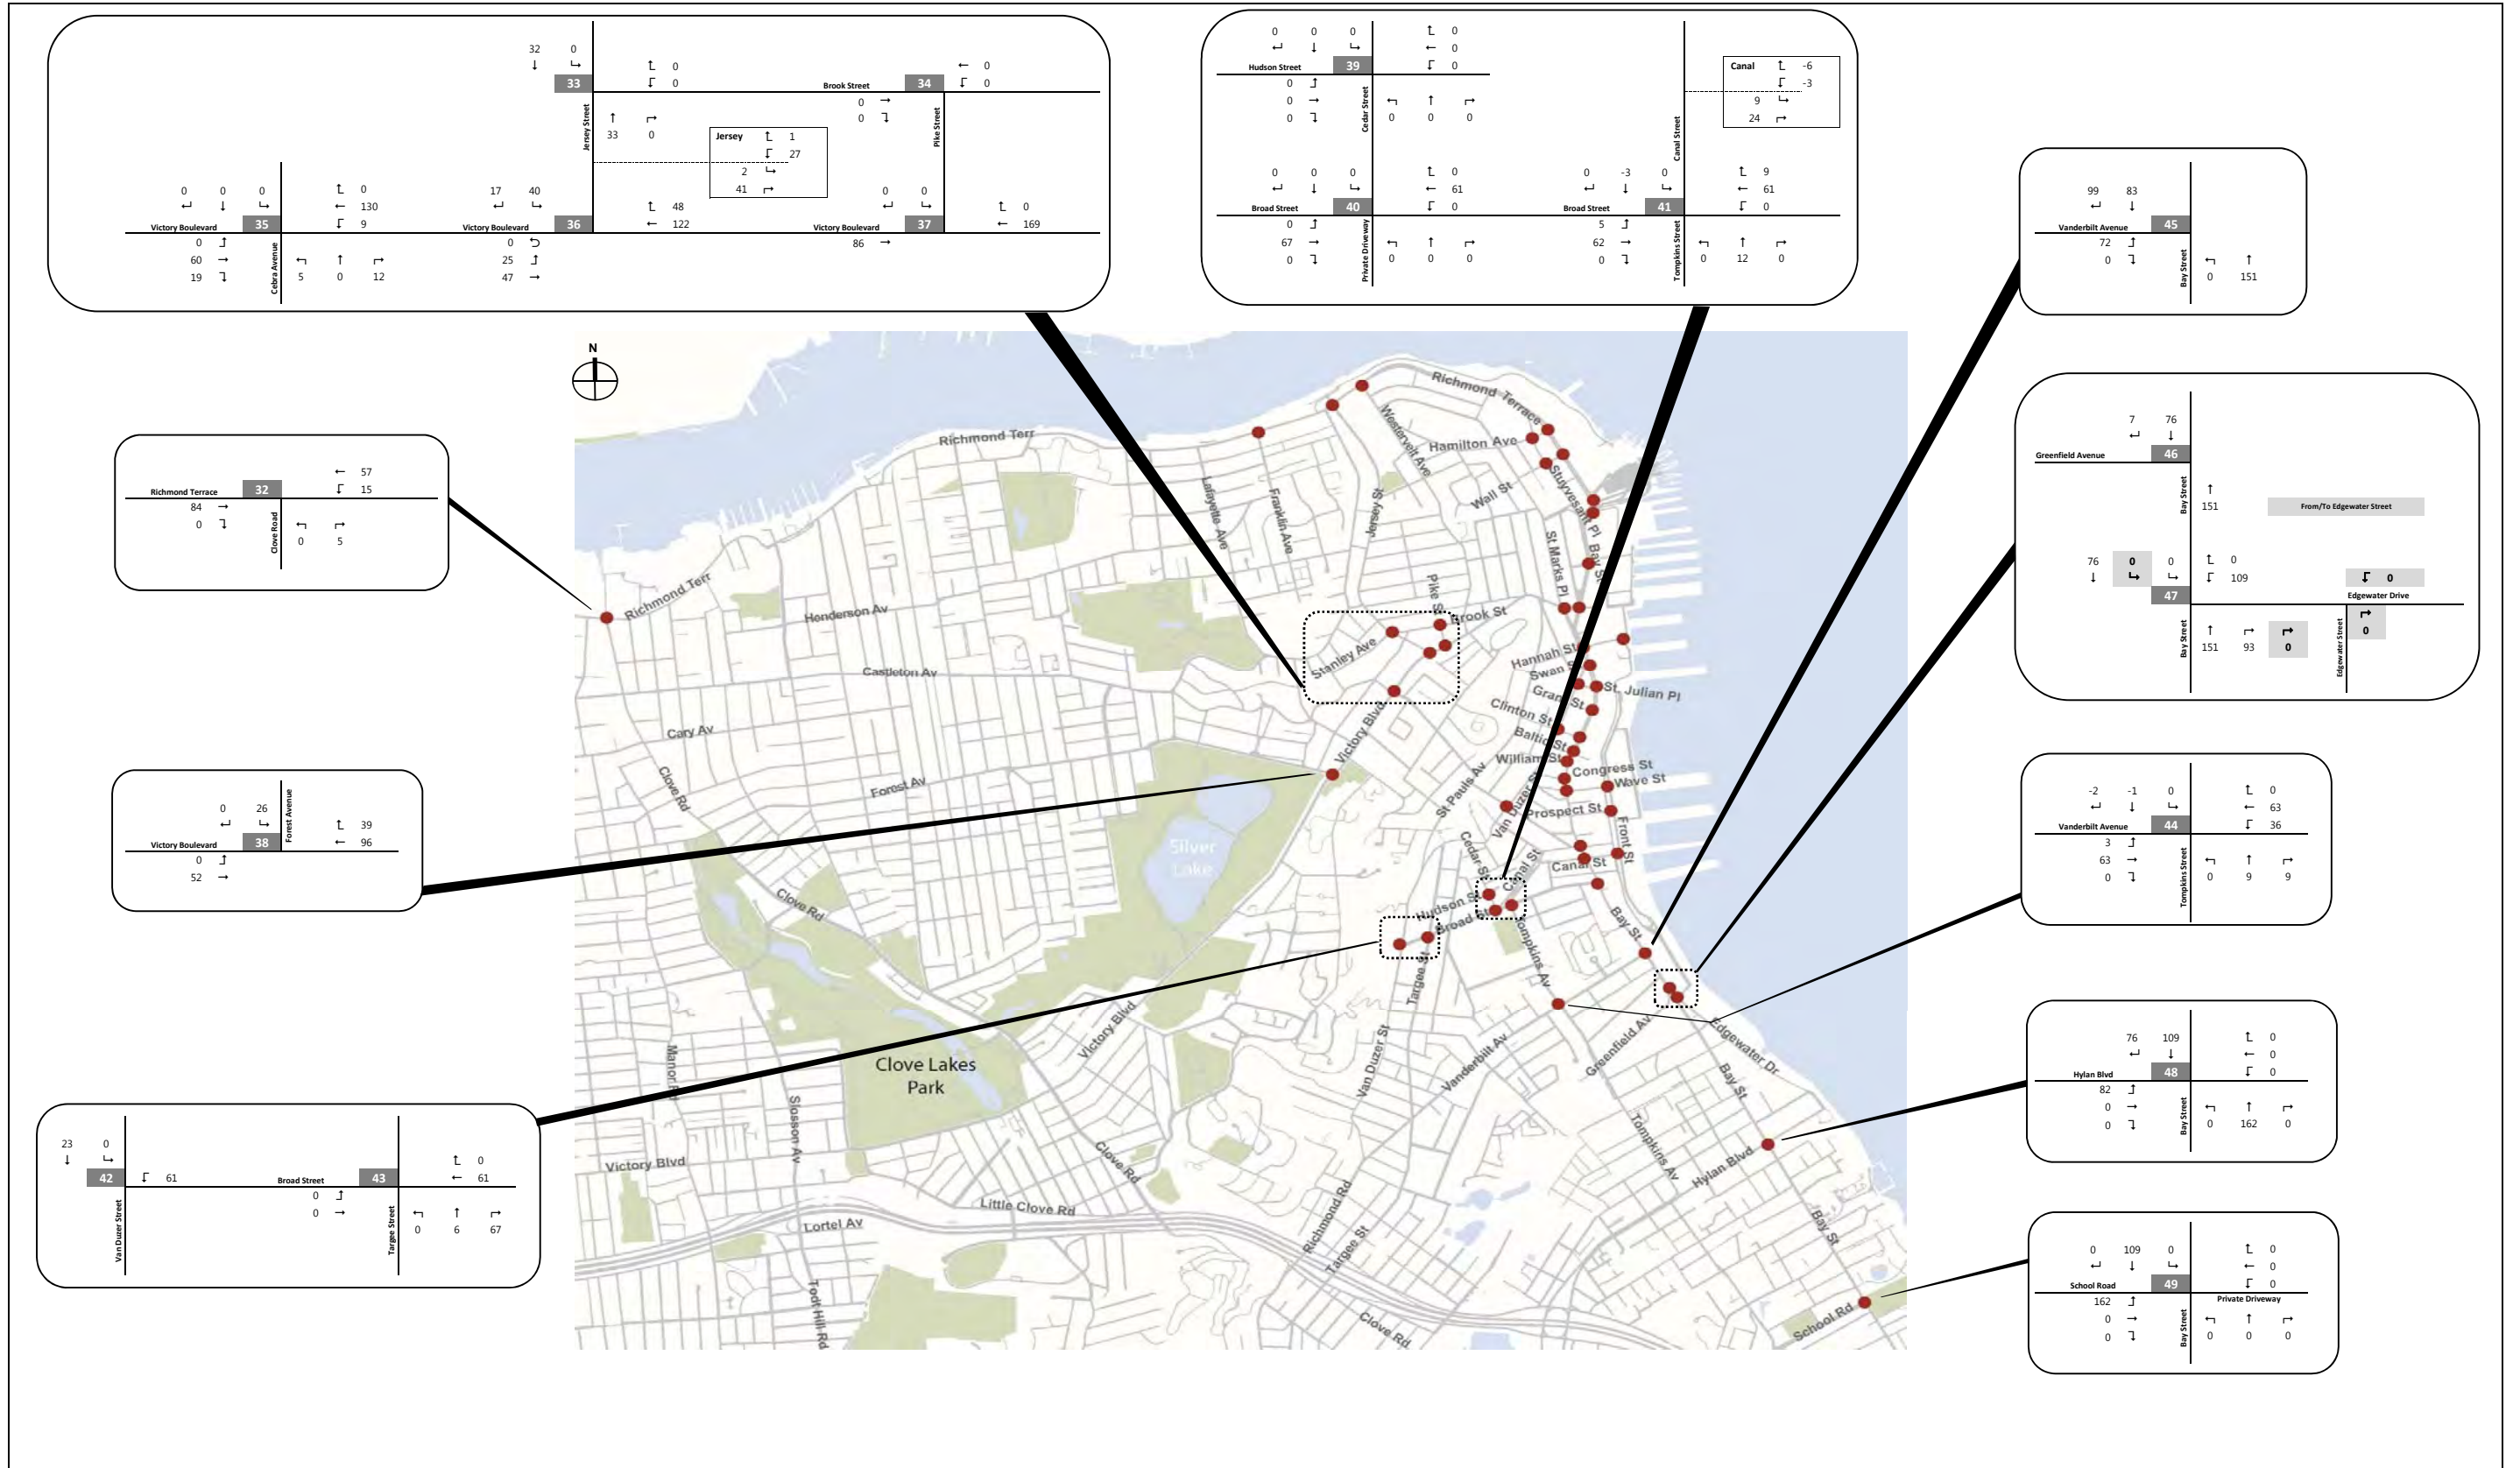 32 0
↓ ↳
33
↰ 0
↙ 0
Jersey Street
↑ ↱
33 0
Brook Street
34
← 0
↙ 0
0 →
0 ↴
Pike Street
Jersey
1
27
2
41
0 0 0
0
← 130
9
Victory Boulevard
35
0
60 →
19
Cebra Avenue
5 0 12
17 40
48
← 122
Victory Boulevard
36
0
25
47 →
0 0
0
← 169
Victory Boulevard
37
86 →
0 0 0
0
← 0
0
Hudson Street
39
0
0 →
0
Cedar Street
0 0 0
Canal
-6
-3
9
24
Canal Street
0 0 0
0
← 61
0
Broad Street
40
0
67 →
0
Private Driveway
0 0 0
0 -3 0
9
← 61
0
Broad Street
41
5
62 →
0
Tompkins Street
0 12 0
99 83
Vanderbilt Avenue
45
72
0
Bay Street
0 151
7 76
Greenfield Avenue
46
Bay Street
↑
151
From/To Edgewater Street
76 0 0
0
109
47
0
Edgewater Drive
Bay Street
151 93 0
Edgewater Street
0
← 57
15
Richmond Terrace
32
84 →
0
Clove Road
0 5
0 26
Forest Avenue
39
← 96
Victory Boulevard
38
0
52 →
23 0
42
61
Van Duzer Street
Broad Street
43
0
← 61
0
0 →
Targee Street
0 6 67
-2 -1 0
0
← 63
36
Vanderbilt Avenue
44
3
63 →
0
Tompkins Street
0 9 9
76 109
0
← 0
0
Hylan Blvd
48
82
0 →
0
Bay Street
0 162 0
0 109 0
0
← 0
0
School Road
49
Private Driveway
162
0 →
0
Bay Street
0 0 0
N
Richmond Terrace
Richmond Terr
Westervelt Ave
Hamilton Ave
Lafayette Ave
Franklin Ave
Jersey St
Wall St
Stuyvesant Pl
St Marks Pl
Bay St
Richmond Terr
Henderson Av
Pike St
Brook St
Stanley Ave
Castleton Av
Hannah St
Swan St
St. Julian Pl
Grant St
Clinton St
Baltic St
William St
Congress St
Wave St
Cary Av
Victory Blvd
Clove Rd
Forest Av
St Pauls Av
Van Duzer St
Prospect St
Front St
Silver
Lake
Cedar St
Canal St
Canal St
Clove Rd
Hudson St
Broad St
Tompkins Av
Bay St
Targee St
Victory Blvd
Van Duzer St
Vanderbilt Av
Greenfield Av
Edgewater Dr
Bay St
Clove Lakes
Park
Manor Rd
Slosson Av
Victory Blvd
Clove Rd
Tompkins Av
Hylan Blvd
Little Clove Rd
Lortel Av
Richmond Rd
Targee St
Bay St
Todt Hill Rd
Clove Rd
School Rd